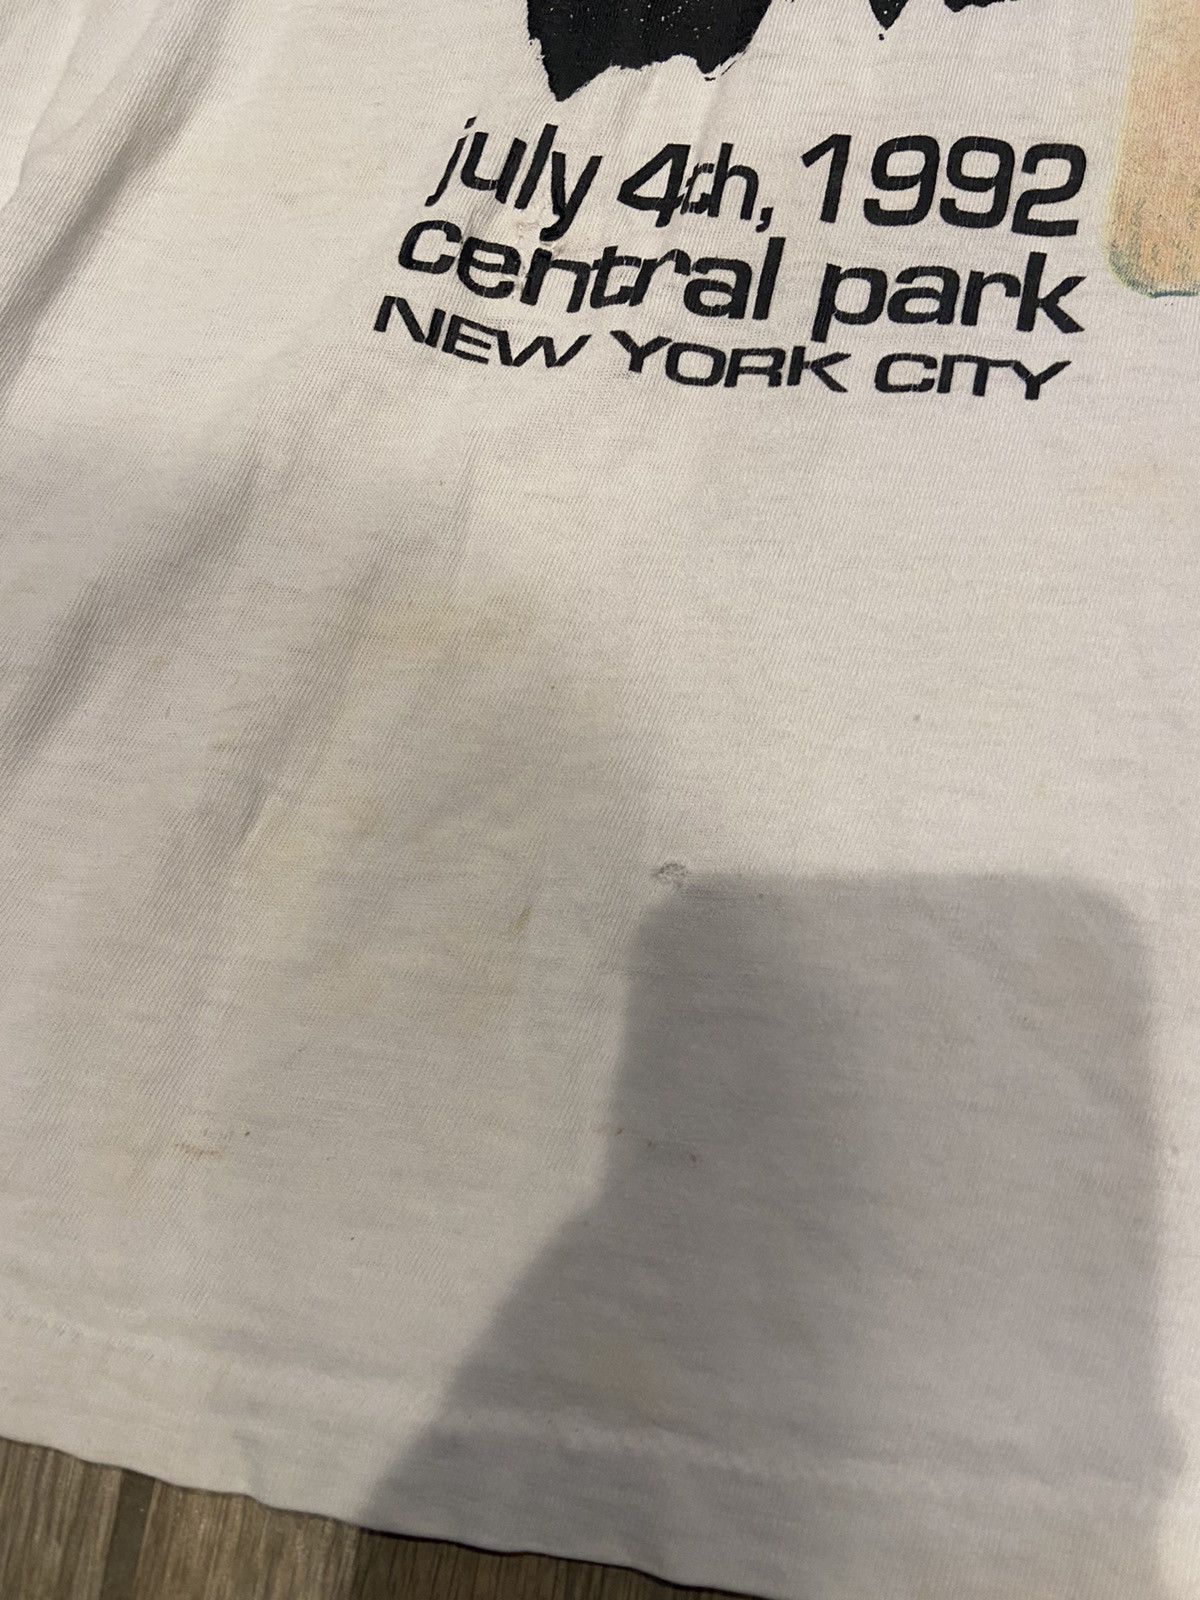 july 4th, 1992
central park
NEW YORK CITY